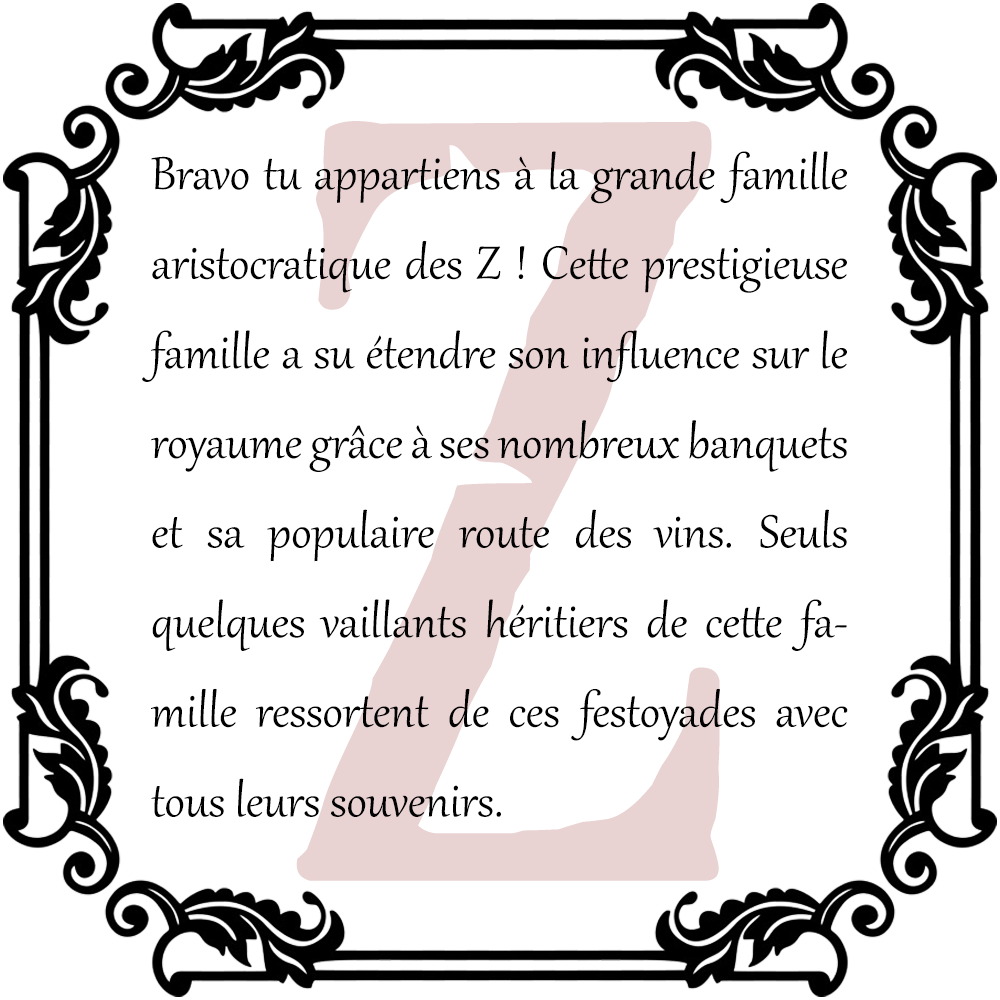 Bravo tu appartiens à la grande famille
aristocratique des Z ! Cette prestigieuse
famille a su étendre son influence sur le
royaume grâce à ses nombreux banquets
et sa populaire route des vins. Seuls
quelques vaillants héritiers de cette fa-
mille ressortent de ces festoyades avec
tous leurs souvenirs.
Z